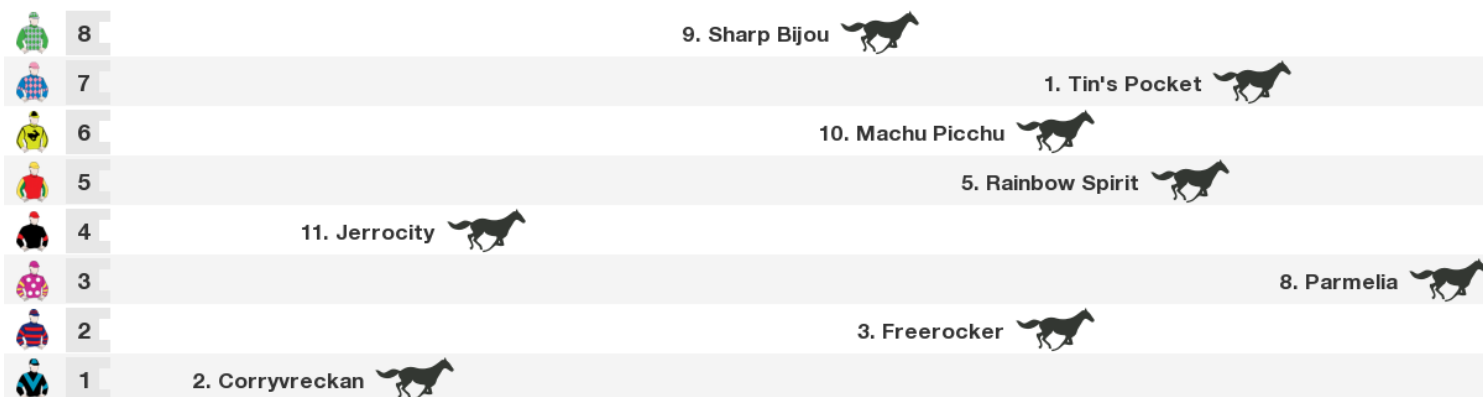 8 9. Sharp Bijou
7 1. Tin's Pocket
6 10. Machu Picchu
5 5. Rainbow Spirit
4 11. Jerrocity
3 8. Parmelia
2 3. Freerocker
1 2. Corryvreckan